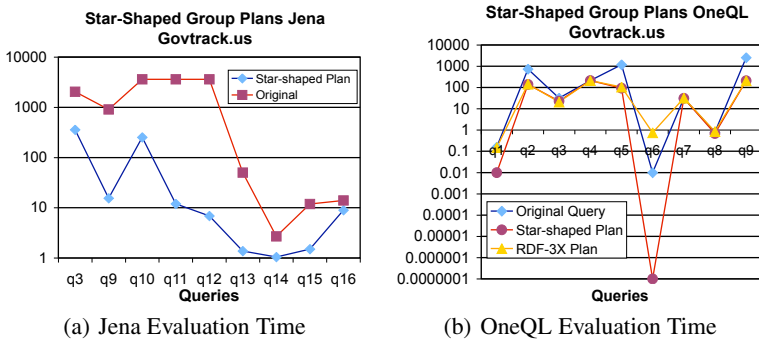 Star-Shaped Group Plans Jena
Govtrack.us
10000
1000
100
10
1
Star-shaped Plan
Original
q3 q9 q10 q11 q12 q13 q14 q15 q16
Queries
(a) Jena Evaluation Time
Star-Shaped Group Plans OneQL
Govtrack.us
10000
1000
100
10
1
0.1
0.01
0.001
0.0001
0.00001
0.000001
0.0000001
q1 q2 q3 q4 q5 q6 q7 q8 q9
Original Query
Star-shaped Plan
RDF-3X Plan
Queries
(b) OneQL Evaluation Time